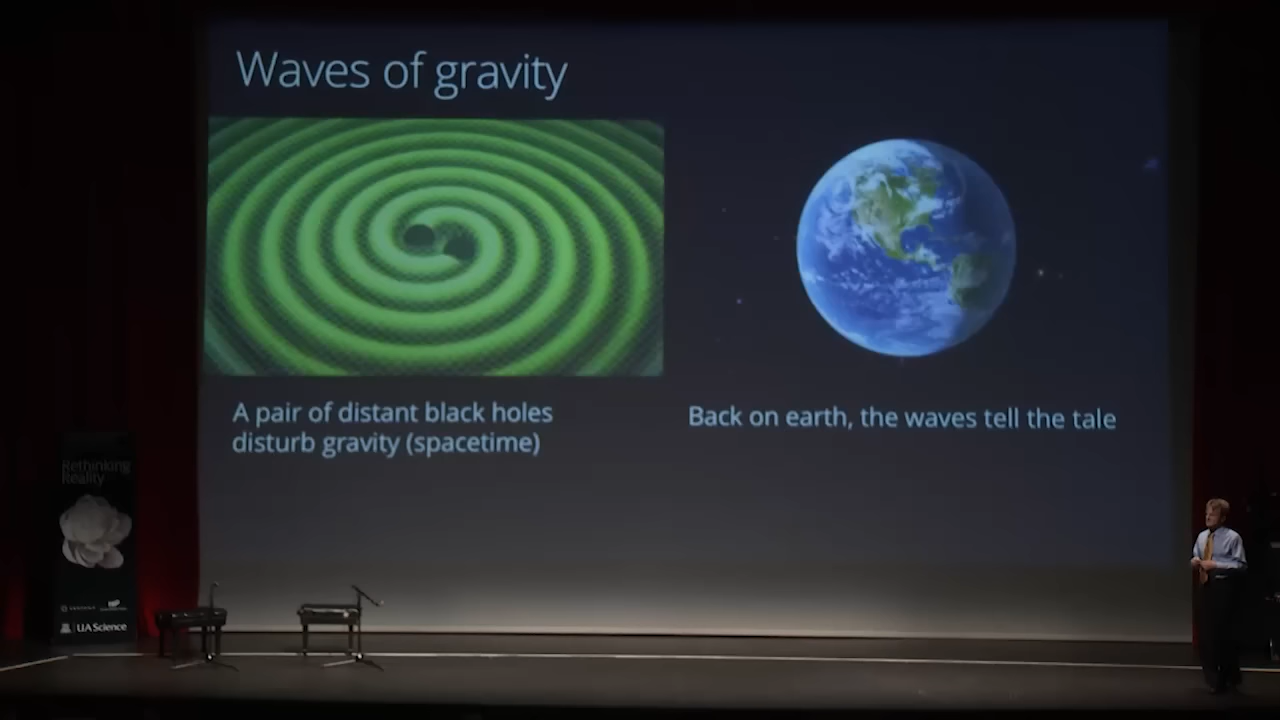 Waves of gravity
A pair of distant black holes
disturb gravity (spacetime)
Back on earth, the waves tell the tale
Rethinking
Reality
UA Science